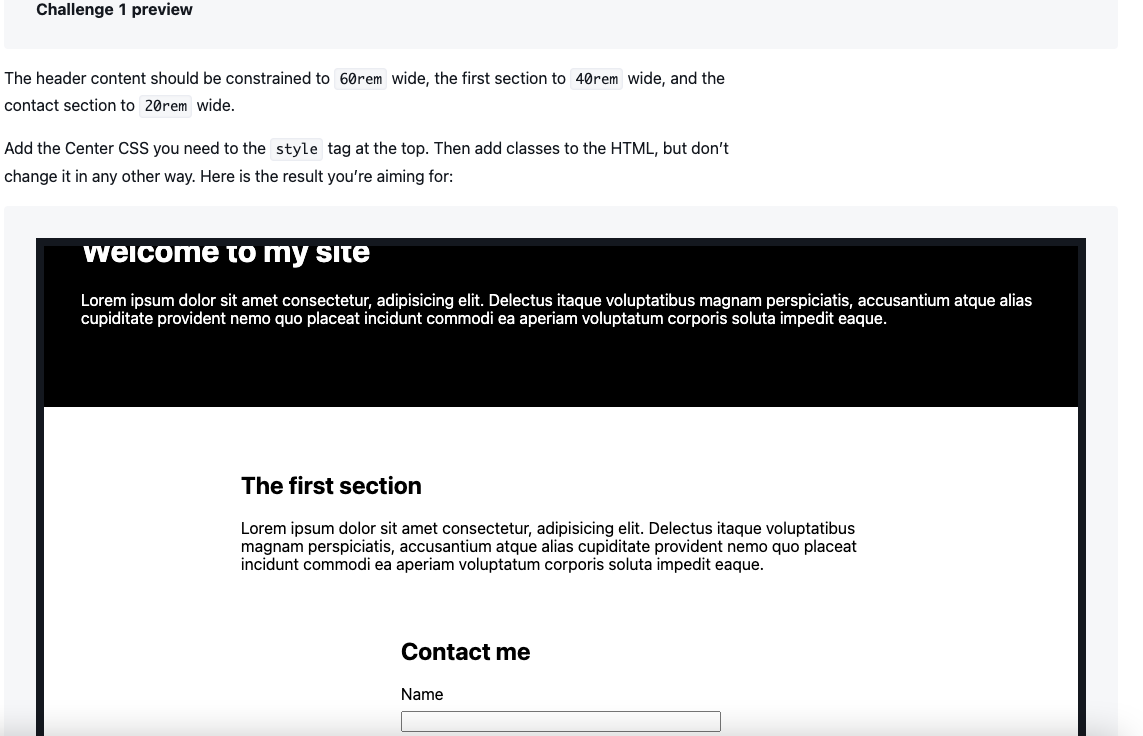 Challenge 1 preview
The header content should be constrained to 60rem wide, the first section to 40rem wide, and the
contact section to 20rem wide.
Add the Center CSS you need to the style tag at the top. Then add classes to the HTML, but don’t
change it in any other way. Here is the result you’re aiming for:
Welcome to my site
Lorem ipsum dolor sit amet consectetur, adipisicing elit. Delectus itaque voluptatibus magnam perspiciatis, accusantium atque alias
cupiditate provident nemo quo placeat incidunt commodi ea aperiam voluptatum corporis soluta impedit eaque.
The first section
Lorem ipsum dolor sit amet consectetur, adipisicing elit. Delectus itaque voluptatibus
magnam perspiciatis, accusantium atque alias cupiditate provident nemo quo placeat
incidunt commodi ea aperiam voluptatum corporis soluta impedit eaque.
Contact me
Name